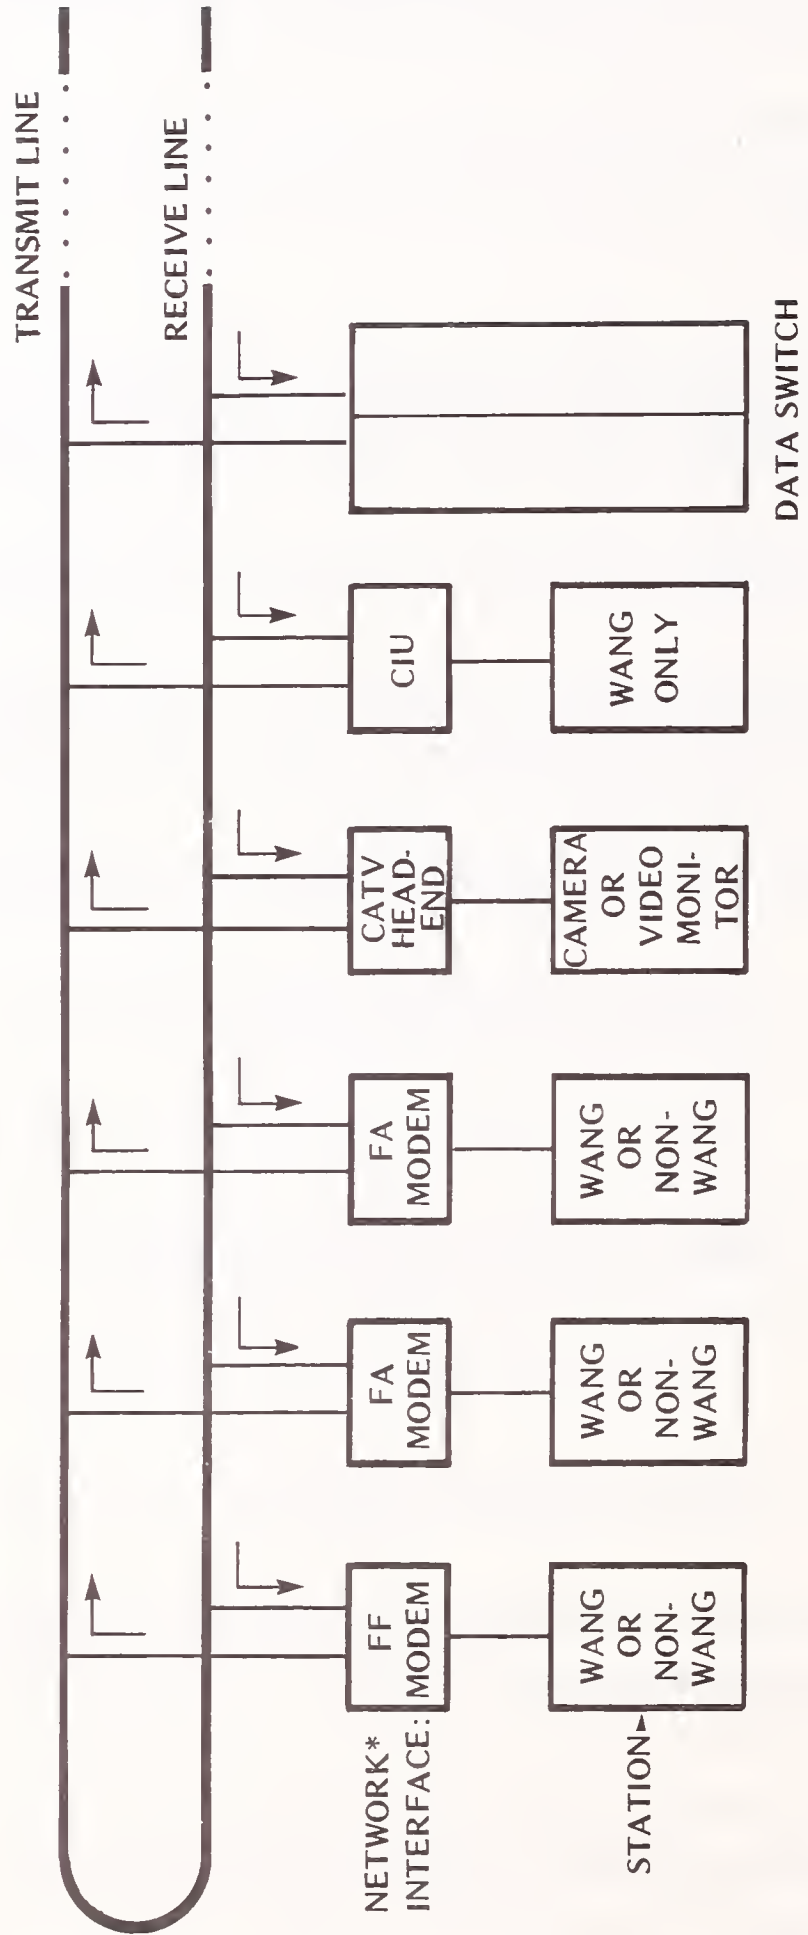 TRANSMIT LINE
RECEIVE LINE
NETWORK*
INTERFACE:
FF
MODEM
FA
MODEM
FA
MODEM
CATV
HEAD-
END
CIU
STATION
WANG
OR
NON-
WANG
WANG
OR
NON-
WANG
WANG
OR
NON-
WANG
CAMERA
OR
VIDEO
MONI-
TOR
WANG
ONLY
DATA SWITCH